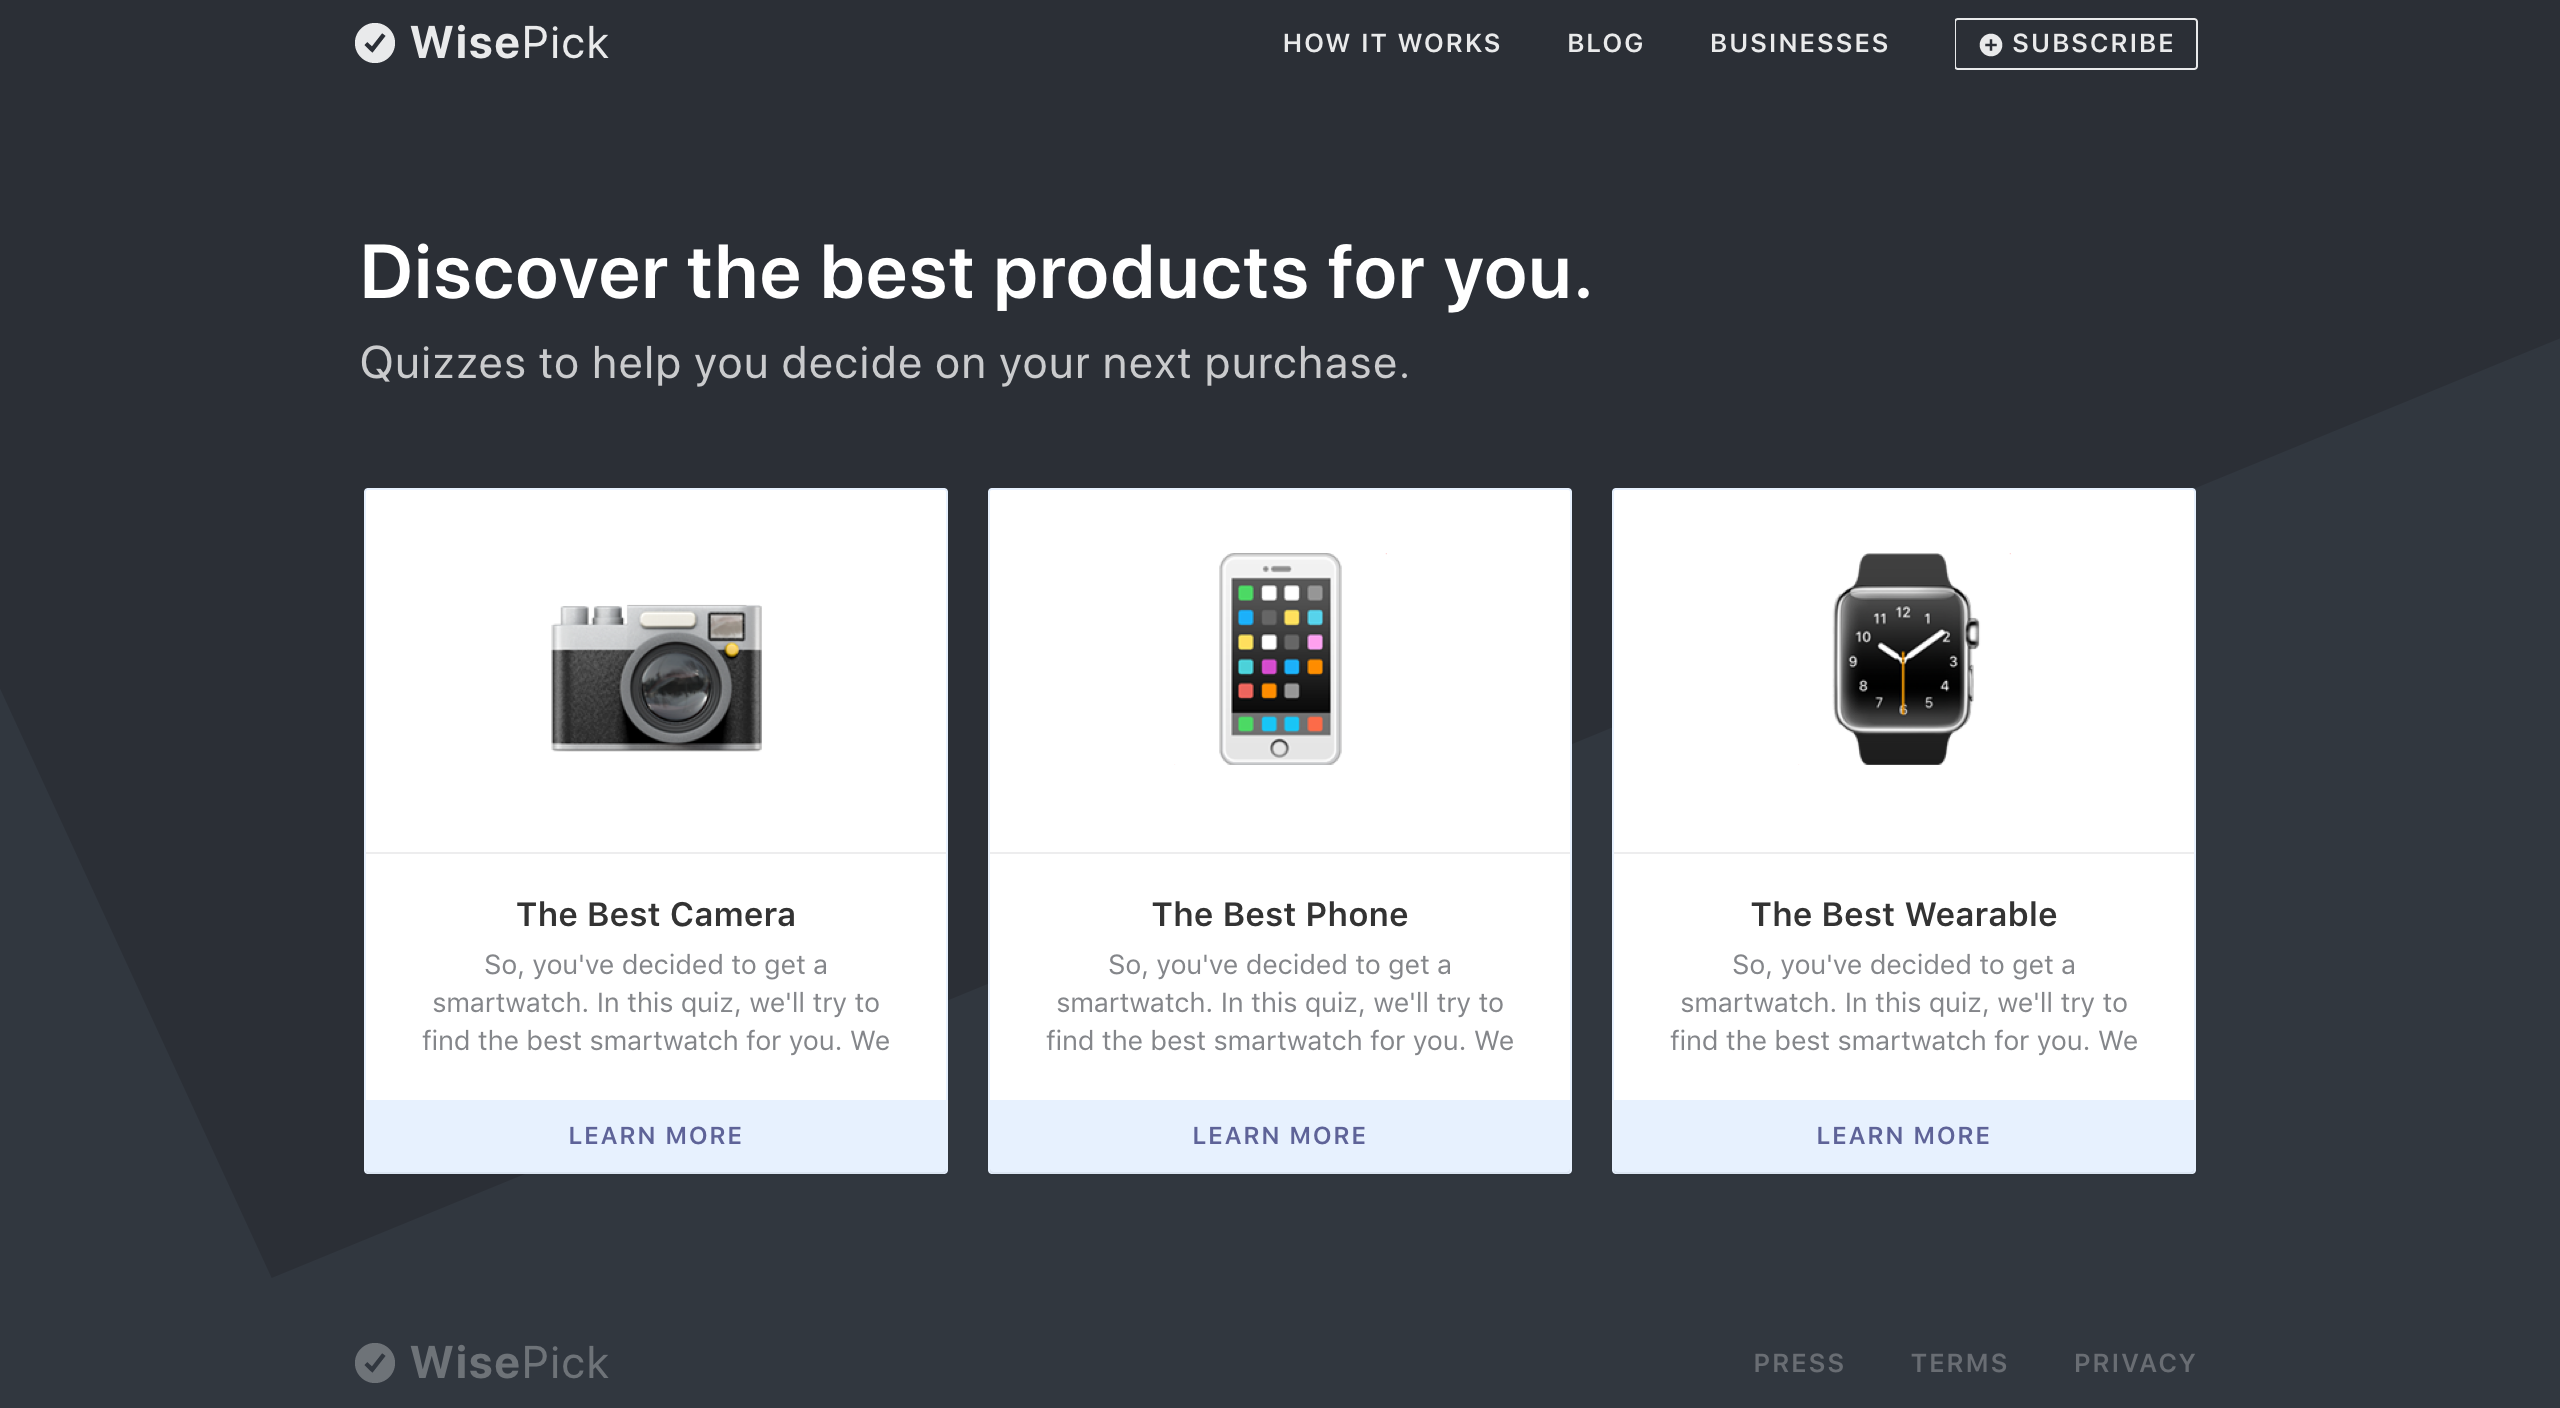 WisePick
HOW IT WORKS
BLOG
BUSINESSES
SUBSCRIBE
Discover the best products for you.
Quizzes to help you decide on your next purchase.
12
11
1
10
2
9
3
8
4
7
5
6
The Best Camera
So, you've decided to get a
smartwatch. In this quiz, we'll try to
find the best smartwatch for you. We
LEARN MORE
The Best Phone
So, you've decided to get a
smartwatch. In this quiz, we'll try to
find the best smartwatch for you. We
LEARN MORE
The Best Wearable
So, you've decided to get a
smartwatch. In this quiz, we'll try to
find the best smartwatch for you. We
LEARN MORE
WisePick
PRESS
TERMS
PRIVACY